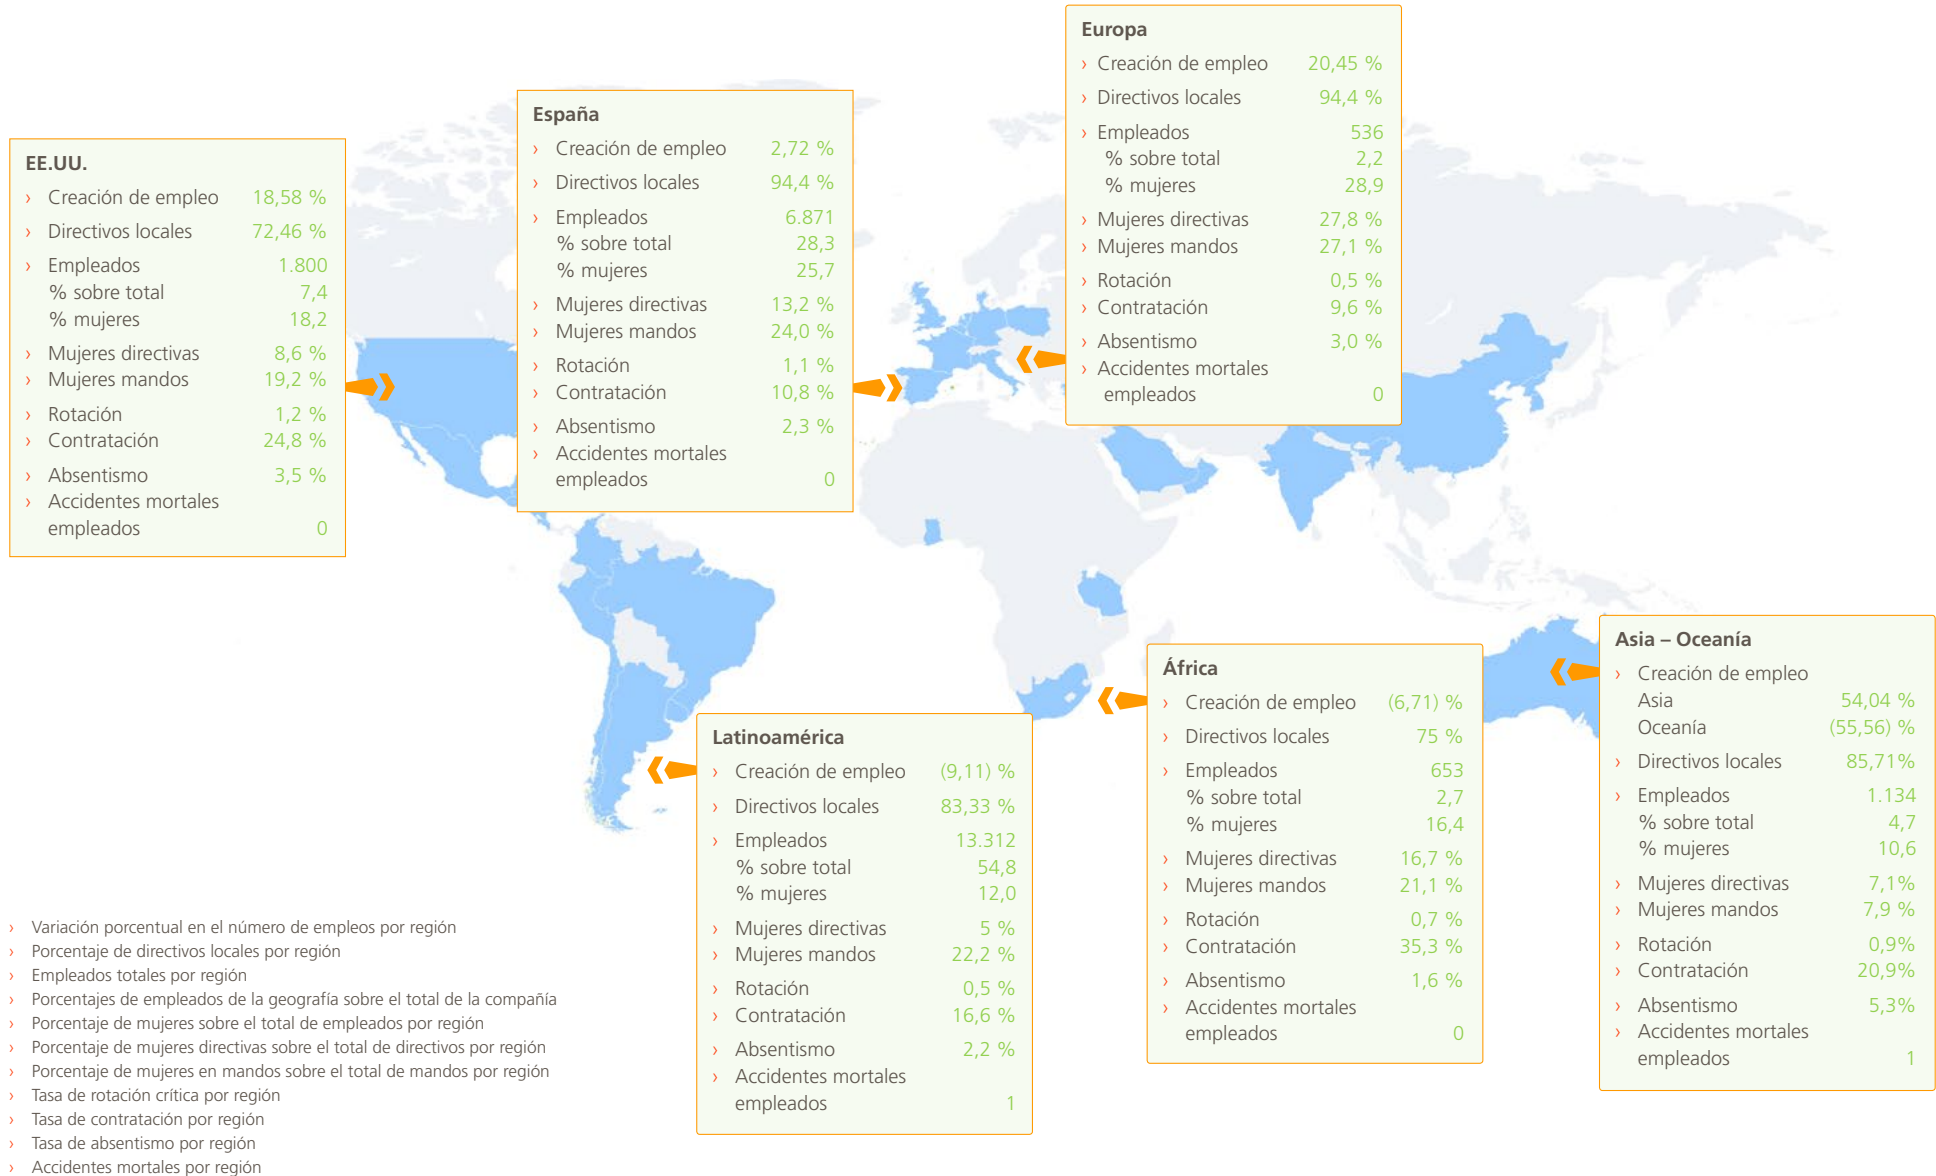 EE.UU.
› Creación de empleo 18,58 %
› Directivos locales 72,46 %
› Empleados 1.800
% sobre total 7,4
% mujeres 18,2
› Mujeres directivas 8,6 %
› Mujeres mandos 19,2 %
› Rotación 1,2 %
› Contratación 24,8 %
› Absentismo 3,5 %
› Accidentes mortales
empleados 0
España
› Creación de empleo 2,72 %
› Directivos locales 94,4 %
› Empleados 6.871
% sobre total 28,3
% mujeres 25,7
› Mujeres directivas 13,2 %
› Mujeres mandos 24,0 %
› Rotación 1,1 %
› Contratación 10,8 %
› Absentismo 2,3 %
› Accidentes mortales
empleados 0
Europa
› Creación de empleo 20,45 %
› Directivos locales 94,4 %
› Empleados 536
% sobre total 2,2
% mujeres 28,9
› Mujeres directivas 27,8 %
› Mujeres mandos 27,1 %
› Rotación 0,5 %
› Contratación 9,6 %
› Absentismo 3,0 %
› Accidentes mortales
empleados 0
Latinoamérica
› Creación de empleo (9,11) %
› Directivos locales 83,33 %
› Empleados 13.312
% sobre total 54,8
% mujeres 12,0
› Mujeres directivas 5 %
› Mujeres mandos 22,2 %
› Rotación 0,5 %
› Contratación 16,6 %
› Absentismo 2,2 %
› Accidentes mortales
empleados 1
África
› Creación de empleo (6,71) %
› Directivos locales 75 %
› Empleados 653
% sobre total 2,7
% mujeres 16,4
› Mujeres directivas 16,7 %
› Mujeres mandos 21,1 %
› Rotación 0,7 %
› Contratación 35,3 %
› Absentismo 1,6 %
› Accidentes mortales
empleados 0
Asia – Oceanía
› Creación de empleo
Asia 54,04 %
Oceanía (55,56) %
› Directivos locales 85,71%
› Empleados 1.134
% sobre total 4,7
% mujeres 10,6
› Mujeres directivas 7,1%
› Mujeres mandos 7,9 %
› Rotación 0,9%
› Contratación 20,9%
› Absentismo 5,3%
› Accidentes mortales
empleados 1
› Variación porcentual en el número de empleos por región
› Porcentaje de directivos locales por región
› Empleados totales por región
› Porcentajes de empleados de la geografía sobre el total de la compañía
› Porcentaje de mujeres sobre el total de empleados por región
› Porcentaje de mujeres directivas sobre el total de directivos por región
› Porcentaje de mujeres en mandos sobre el total de mandos por región
› Tasa de rotación crítica por región
› Tasa de contratación por región
› Tasa de absentismo por región
› Accidentes mortales por región